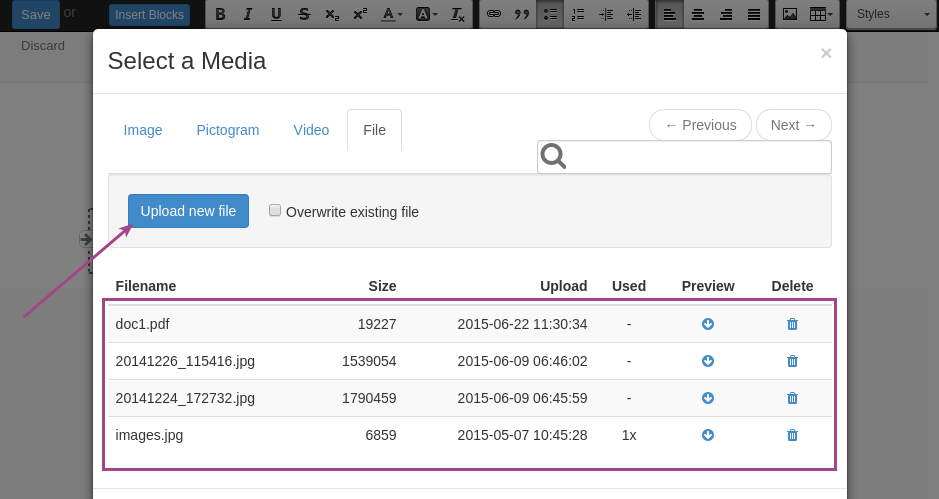 Save or Insert Blocks B I U S x₂ x² A A Tx Styles
Discard
Select a Media ×
Image Pictogram Video File ← Previous Next →
Upload new file Overwrite existing file
Filename Size Upload Used Preview Delete
doc1.pdf 19227 2015-06-22 11:30:34 -
20141226_115416.jpg 1539054 2015-06-09 06:46:02 -
20141224_172732.jpg 1790459 2015-06-09 06:45:59 -
images.jpg 6859 2015-05-07 10:45:28 1x